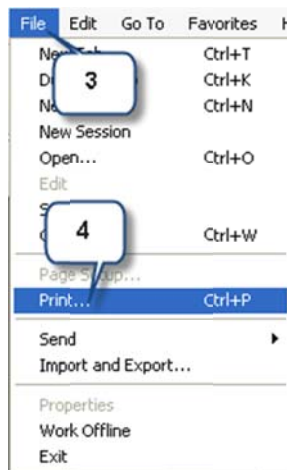 File Edit Go To Favorites
Ctrl+T
3 Ctrl+K
Ctrl+N
New Session
Open... Ctrl+O
Edit
4 Ctrl+W
Page Setup...
Print... Ctrl+P
Send
Import and Export...
Properties
Work Offline
Exit